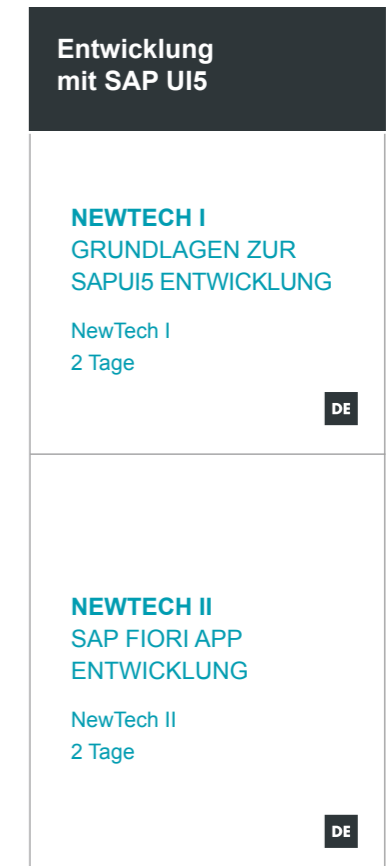 Entwicklung
mit SAP UI5
NEWTECH I
GRUNDLAGEN ZUR
SAPUI5 ENTWICKLUNG
NewTech I
2 Tage
DE
NEWTECH II
SAP FIORI APP
ENTWICKLUNG
NewTech II
2 Tage
DE